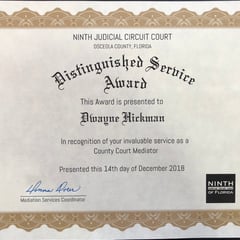 NINTH JUDICIAL CIRCUIT COURT
OSCEOLA COUNTY, FLORIDA
Distinguished Service
Award
This Award is presented to
Dwayne Hickman
In recognition of your invaluable service as a
County Court Mediator
Presented this 14th day of December 2018
Mediation Services Coordinator
NINTH
OF FLORIDA